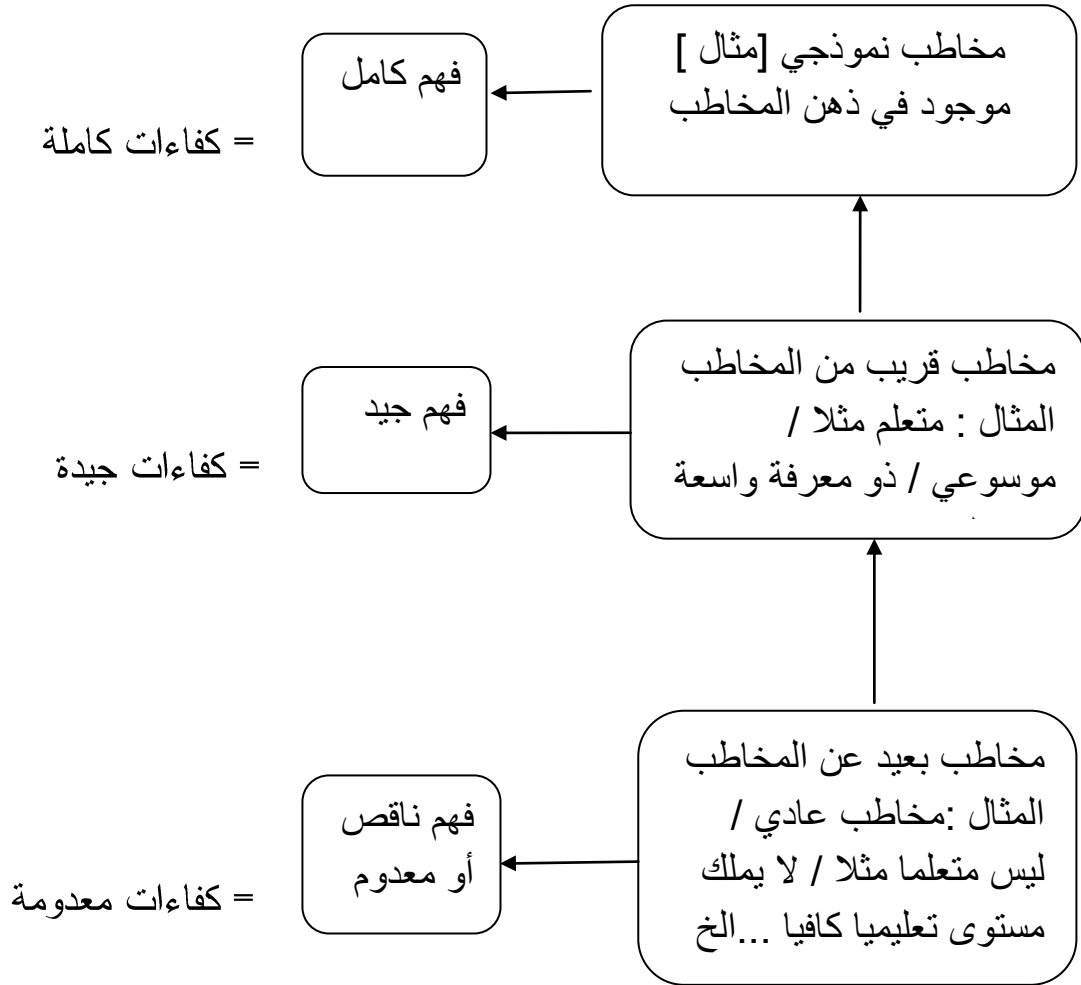 مخاطب نموذجي [مثال ]
موجود في ذهن المخاطب
فهم كامل
= كفاءات كاملة
مخاطب قريب من المخاطب
المثال : متعلم مثلا /
موسوعي / ذو معرفة واسعة
فهم جيد
= كفاءات جيدة
مخاطب بعيد عن المخاطب
المثال :مخاطب عادي /
ليس متعلما مثلا / لا يملك
مستوى تعليميا كافيا ...الخ
فهم ناقص
أو معدوم
= كفاءات معدومة